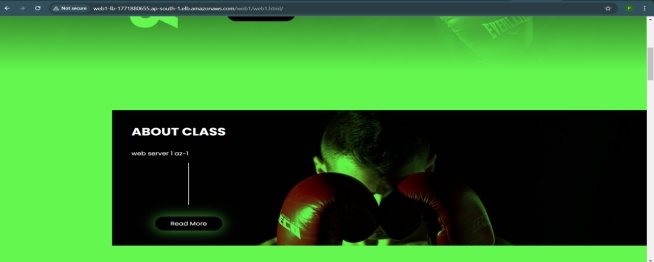 Not secure
web1-lb-1771880655.ap-south-1.elb.amazonaws.com/web1/web1.html/
ABOUT CLASS
web server 1 az-1
Read More